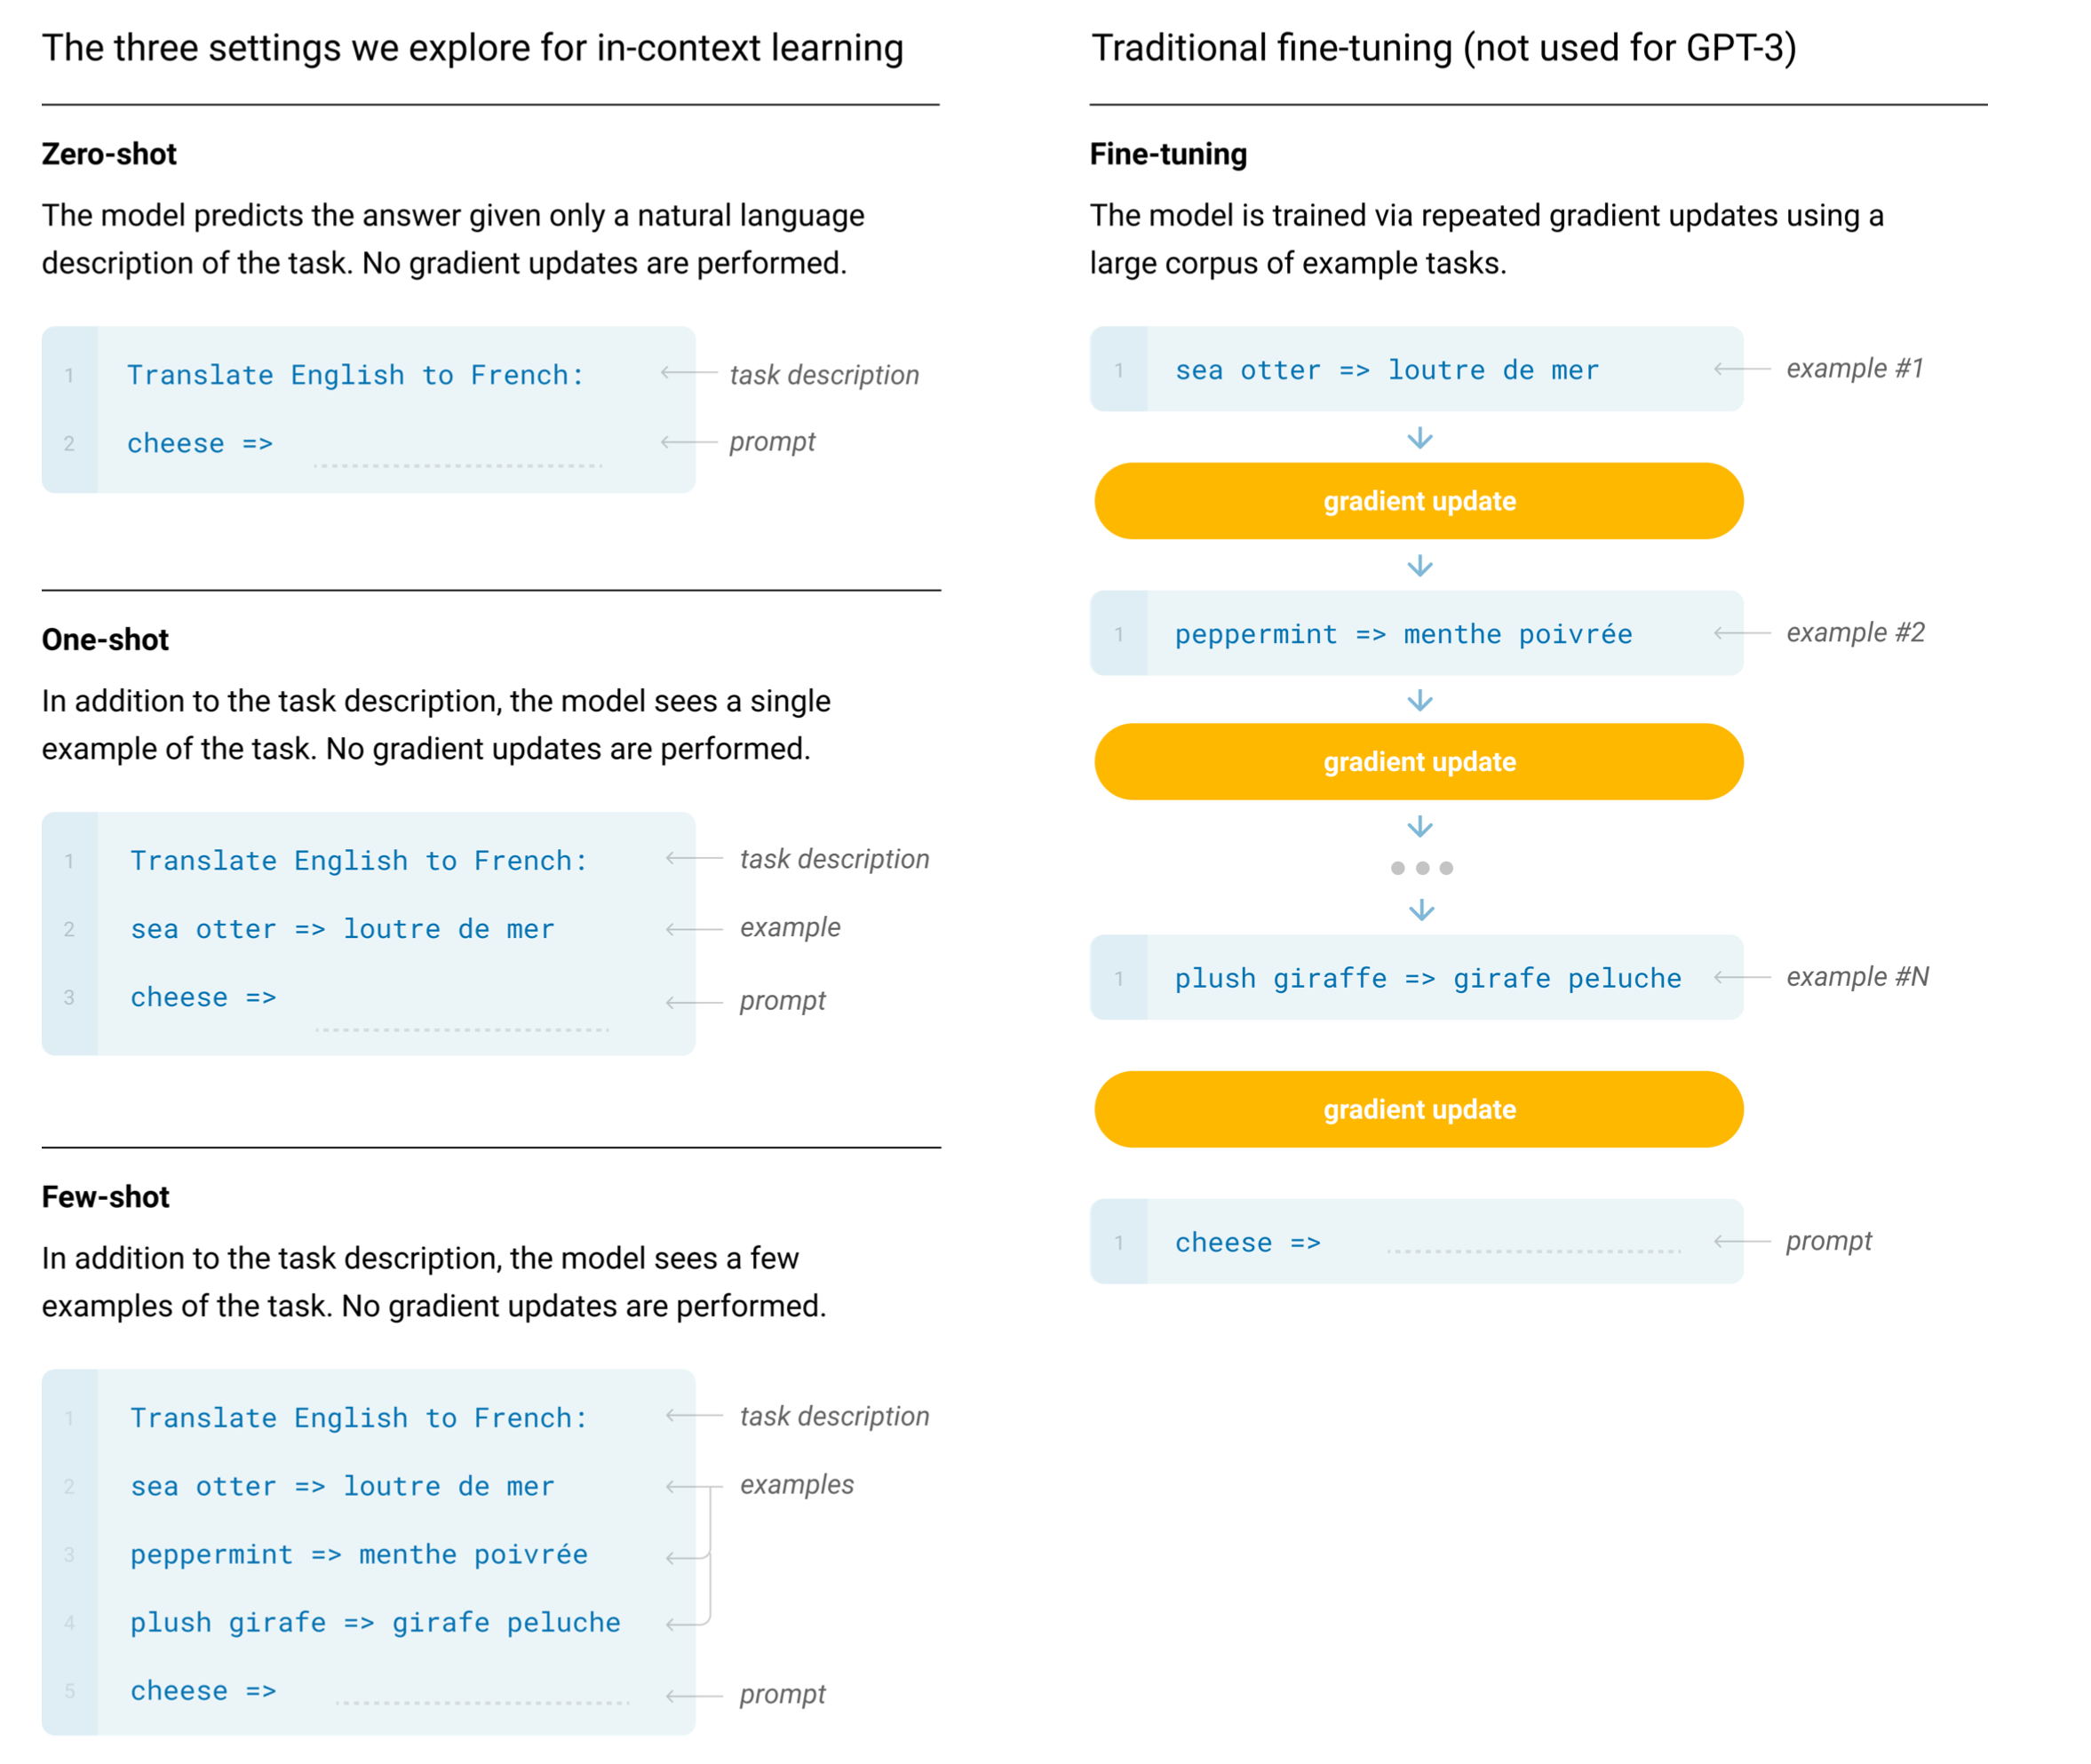 The three settings we explore for in-context learning
Zero-shot
The model predicts the answer given only a natural language
description of the task. No gradient updates are performed.
1 Translate English to French: task description
2 cheese => prompt
One-shot
In addition to the task description, the model sees a single
example of the task. No gradient updates are performed.
1 Translate English to French: task description
2 sea otter => loutre de mer example
3 cheese => prompt
Few-shot
In addition to the task description, the model sees a few
examples of the task. No gradient updates are performed.
1 Translate English to French: task description
2 sea otter => loutre de mer examples
3 peppermint => menthe poivrée
4 plush girafe => girafe peluche
5 cheese => prompt
Traditional fine-tuning (not used for GPT-3)
Fine-tuning
The model is trained via repeated gradient updates using a
large corpus of example tasks.
1 sea otter => loutre de mer example #1
gradient update
1 peppermint => menthe poivrée example #2
gradient update
1 plush giraffe => girafe peluche example #N
gradient update
1 cheese => prompt